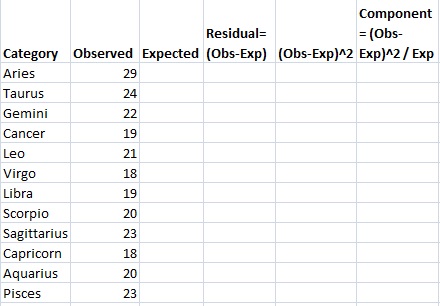 Category Observed Expected Residual= (Obs-Exp) (Obs-Exp)^2 Component = (Obs-Exp)^2 / Exp
Aries 29
Taurus 24
Gemini 22
Cancer 19
Leo 21
Virgo 18
Libra 19
Scorpio 20
Sagittarius 23
Capricorn 18
Aquarius 20
Pisces 23